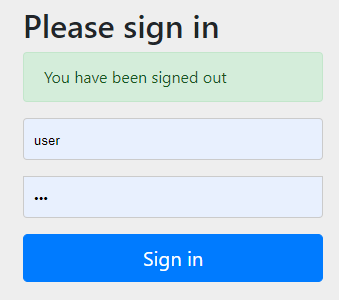 Please sign in
You have been signed out
user
•••
Sign in